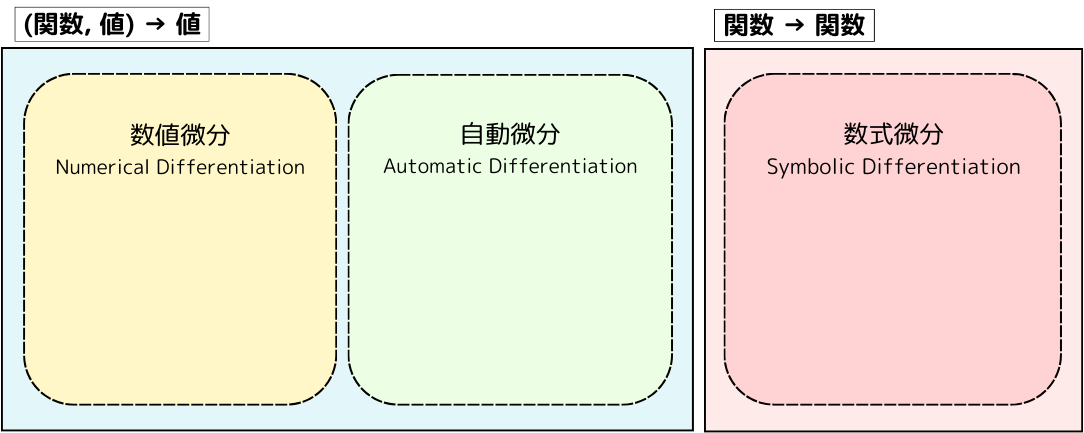 (関数, 値) → 値
数値微分
Numerical Differentiation
自動微分
Automatic Differentiation
関数 → 関数
数式微分
Symbolic Differentiation